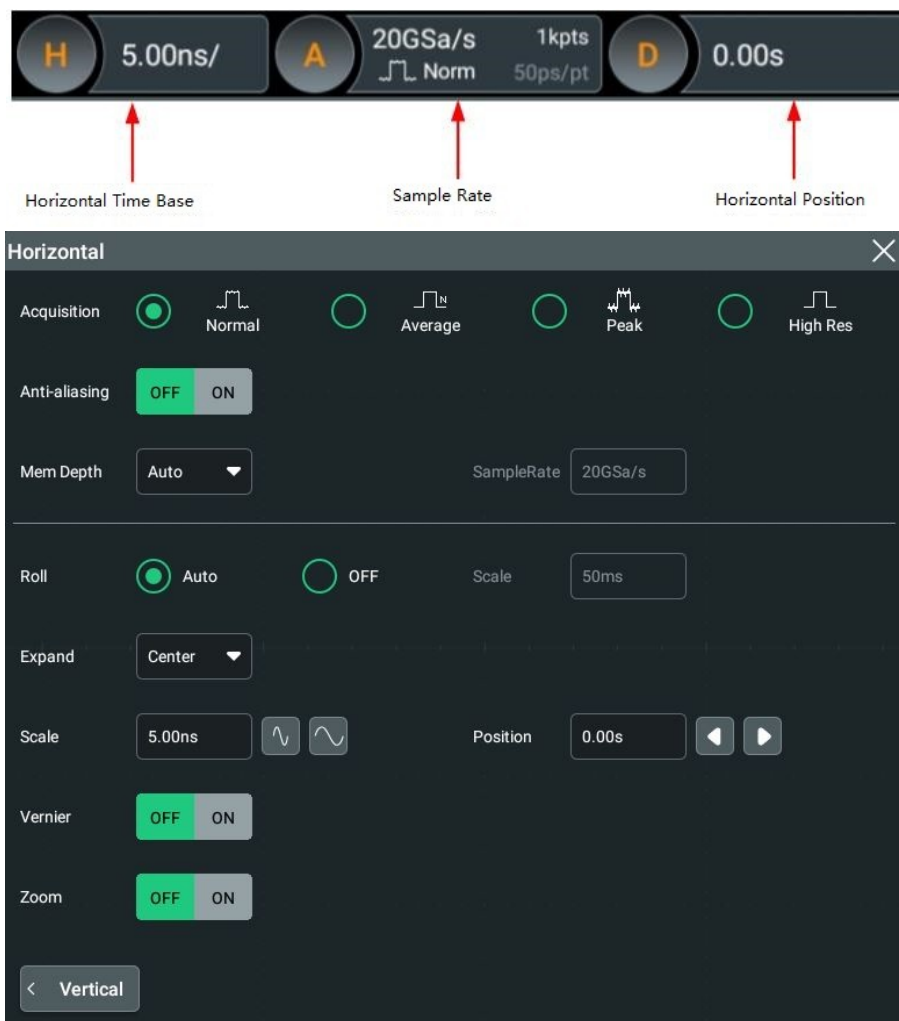 H 5.00ns/ A 20GSa/s 1kpts D 0.00s
Norm 50ps/pt
Horizontal Time Base Sample Rate Horizontal Position
Horizontal
Acquisition Normal Average N Peak High Res
Anti-aliasing OFF ON
Mem Depth Auto SampleRate 20GSa/s
Roll Auto OFF Scale 50ms
Expand Center
Scale 5.00ns Position 0.00s
Vernier OFF ON
Zoom OFF ON
< Vertical